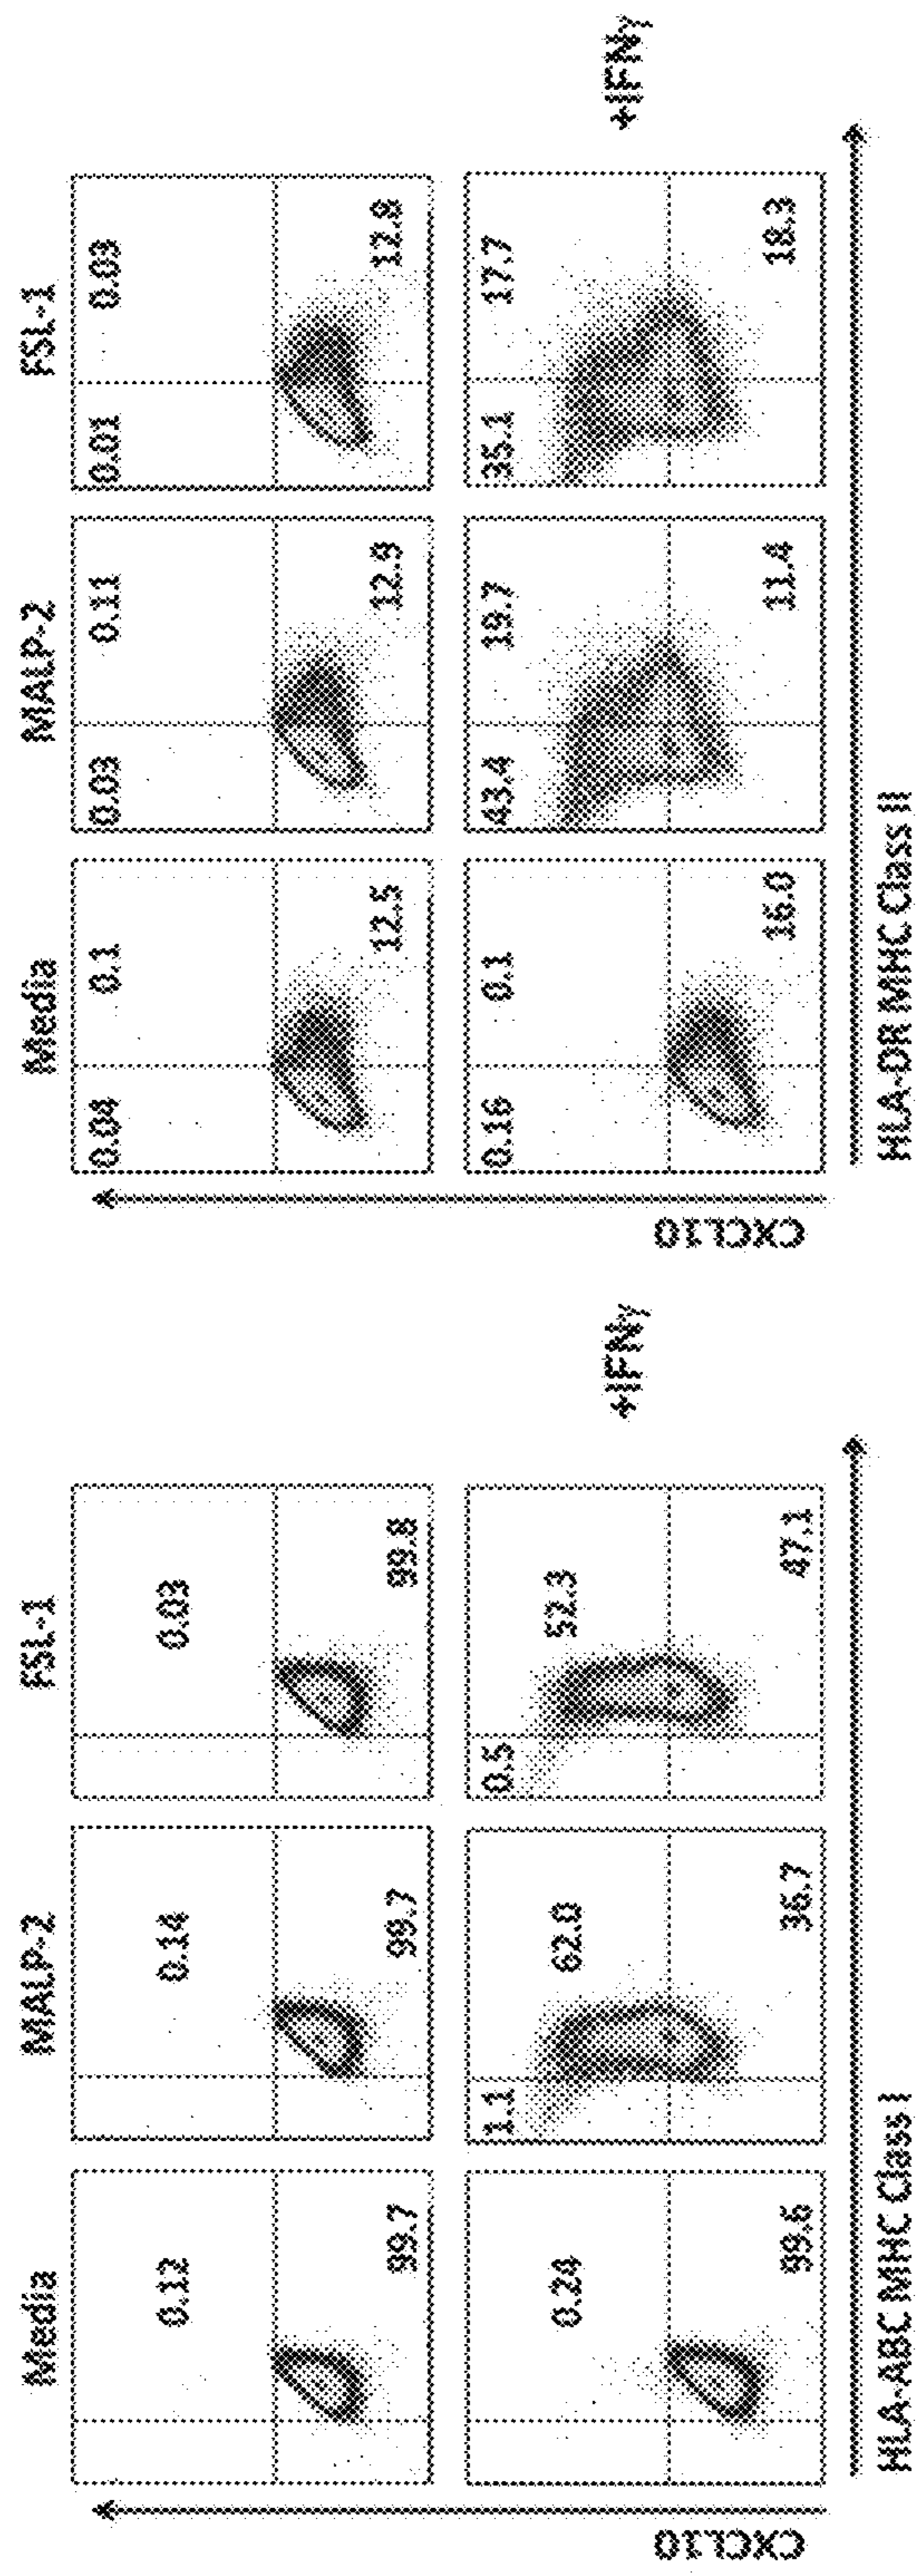 Media MALP-2 FSL-1
0.12 0.14 0.03
99.7 99.7 99.8
0.24 1.1 62.0 0.5 52.3
99.6 36.7 47.1
+IFNγ
CXCL10
HLA-ABC MHC Class I
Media MALP-2 FSL-1
0.04 0.1 0.03 0.11 0.01 0.03
12.5 12.9 12.8
0.16 0.1 43.4 19.7 35.1 17.7
16.0 11.4 18.3
+IFNγ
CXCL10
HLA-DR MHC Class II